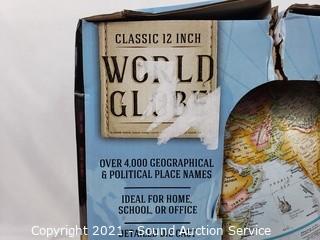 CLASSIC 12 INCH
WORLD
GLOBE
OVER 4,000 GEOGRAPHICAL
& POLITICAL PLACE NAMES
IDEAL FOR HOME,
SCHOOL, OR OFFICE
Copyright 2021 - Sound Auction Service